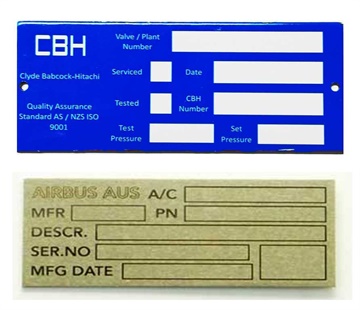 CBH
Valve / Plant
Number
Clyde Babcock-Hitachi
Serviced
Date
Quality Assurance
Standard AS / NZS ISO
9001
Tested
CBH
Number
Test
Pressure
Set
Pressure
AIRBUS AUS A/C
MFR PN
DESCR.
SER.NO
MFG DATE